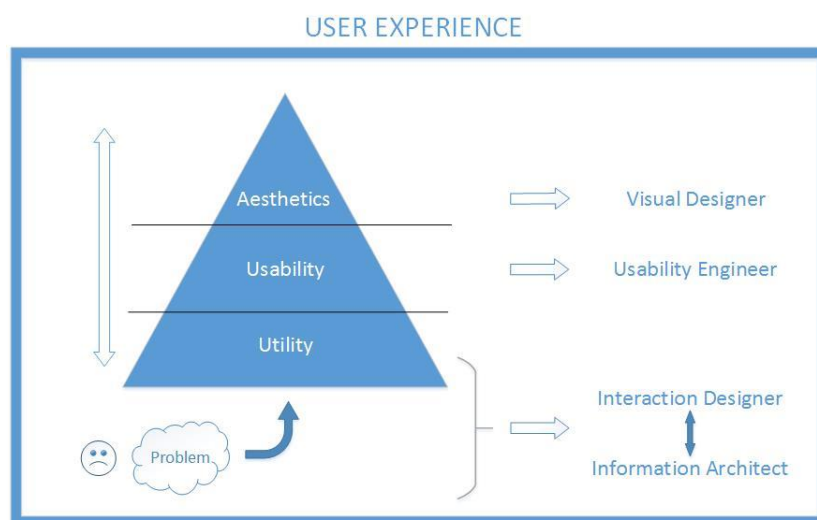 USER EXPERIENCE
Aesthetics
Visual Designer
Usability
Usability Engineer
Utility
Interaction Designer
Problem
Information Architect